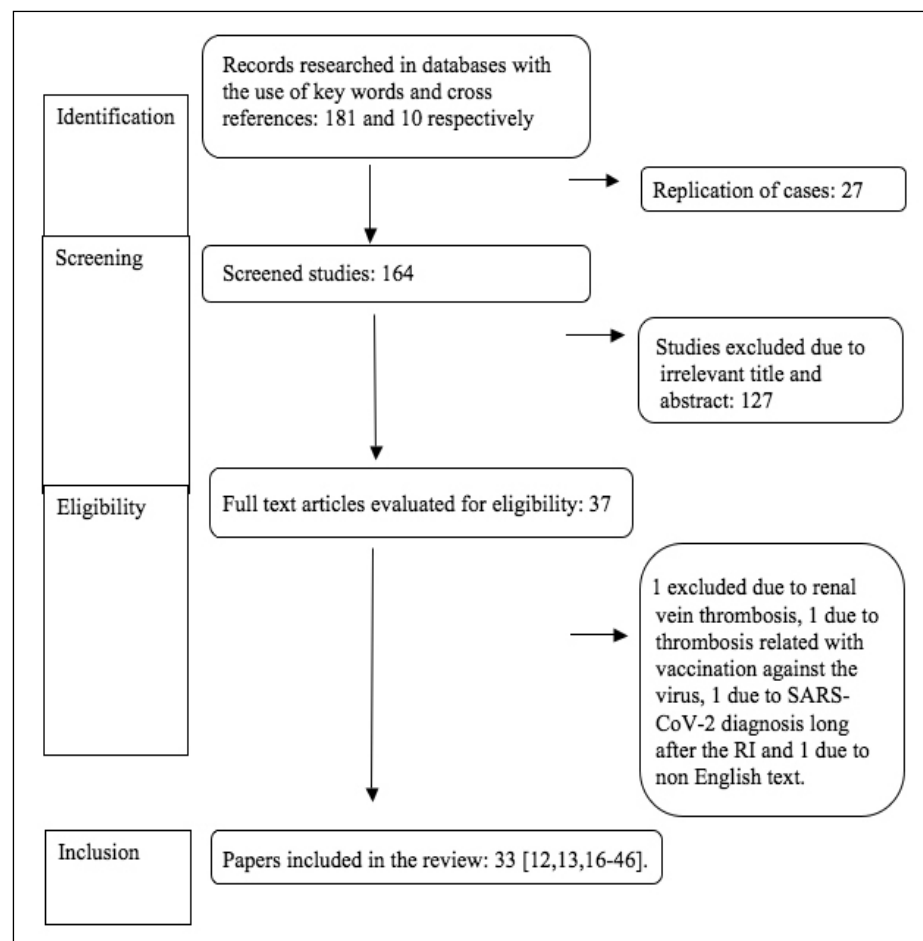 Identification
Records researched in databases with
the use of key words and cross
references: 181 and 10 respectively
Replication of cases: 27
Screening
Screened studies: 164
Studies excluded due to
irrelevant title and
abstract: 127
Eligibility
Full text articles evaluated for eligibility: 37
1 excluded due to renal
vein thrombosis, 1 due to
thrombosis related with
vaccination against the
virus, 1 due to SARS-
CoV-2 diagnosis long
after the RI and 1 due to
non English text.
Inclusion
Papers included in the review: 33 [12,13,16-46].